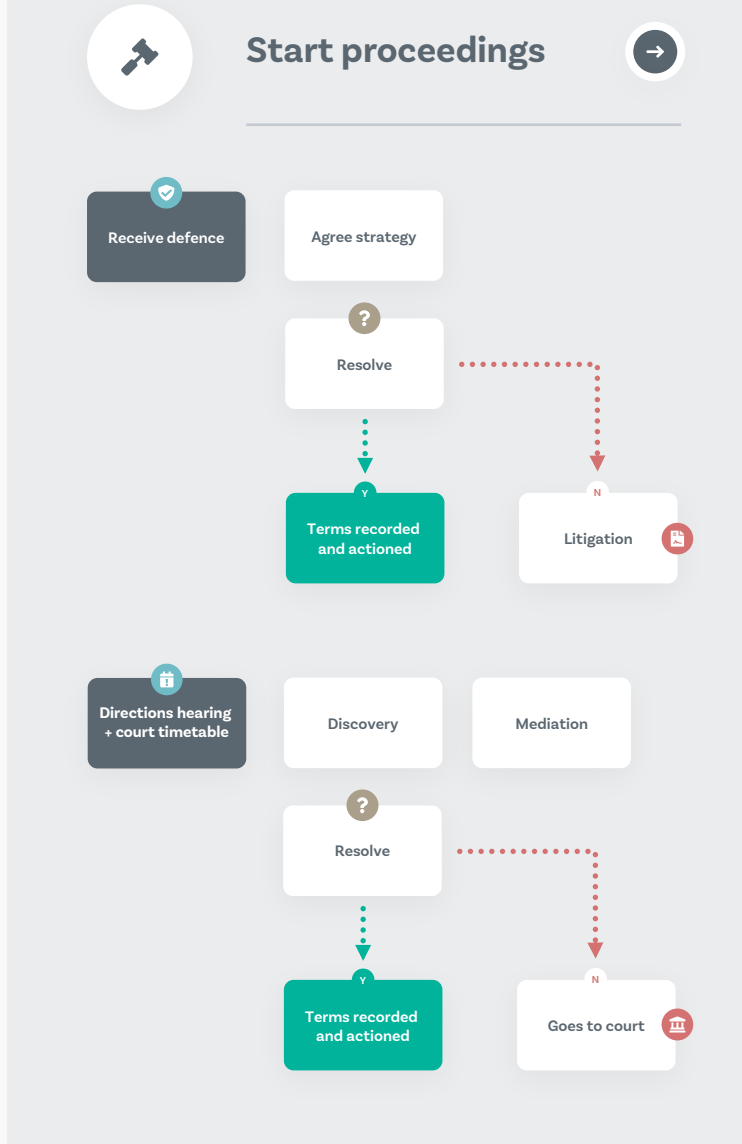 Start proceedings
Receive defence
Agree strategy
?
Resolve
Y
N
Terms recorded
and actioned
Litigation
Directions hearing
+ court timetable
Discovery
Mediation
?
Resolve
Y
N
Terms recorded
and actioned
Goes to court